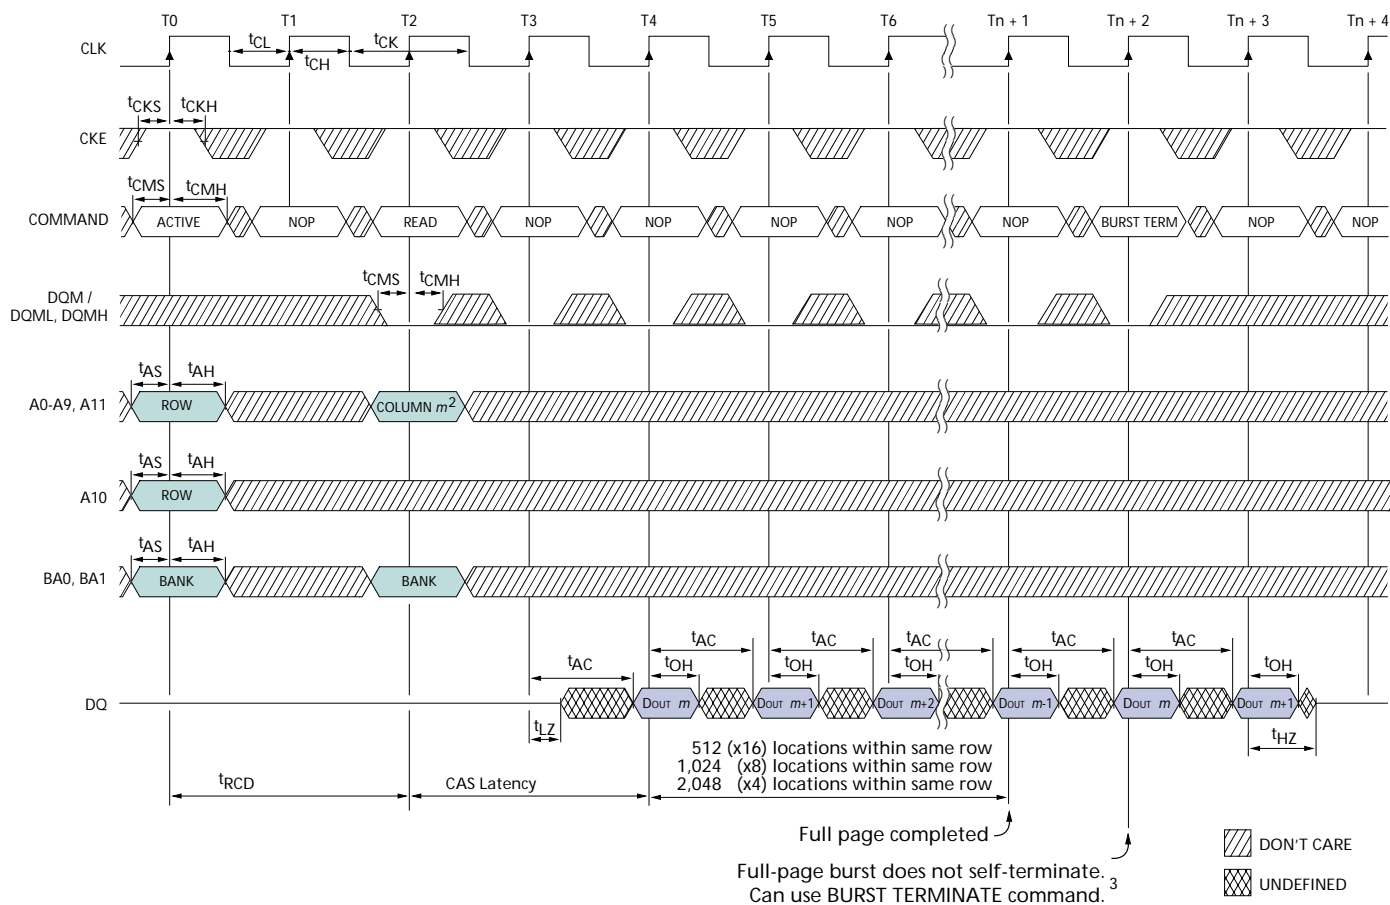 T0 T1 T2 T3 T4 T5 T6 Tn + 1 Tn + 2 Tn + 3 Tn + 4
CLK
tCL tCK
tCH
tCKS tCKH
CKE
tCMS tCMH
COMMAND ACTIVE NOP READ NOP NOP NOP NOP NOP BURST TERM NOP NOP
tCMS tCMH
DQM /
DQML, DQMH
tAS tAH
A0-A9, A11 ROW COLUMN m2
tAS tAH
A10 ROW
tAS tAH
BA0, BA1 BANK BANK
tAC tAC tAC tAC tAC
tAC tOH tOH tOH tOH tOH tOH
DQ DOUT m DOUT m+1 DOUT m+2 DOUT m-1 DOUT m DOUT m+1
tLZ tHZ
512 (x16) locations within same row
1,024 (x8) locations within same row
2,048 (x4) locations within same row
tRCD CAS Latency
Full page completed
Full-page burst does not self-terminate.
Can use BURST TERMINATE command. 3
DON'T CARE
UNDEFINED